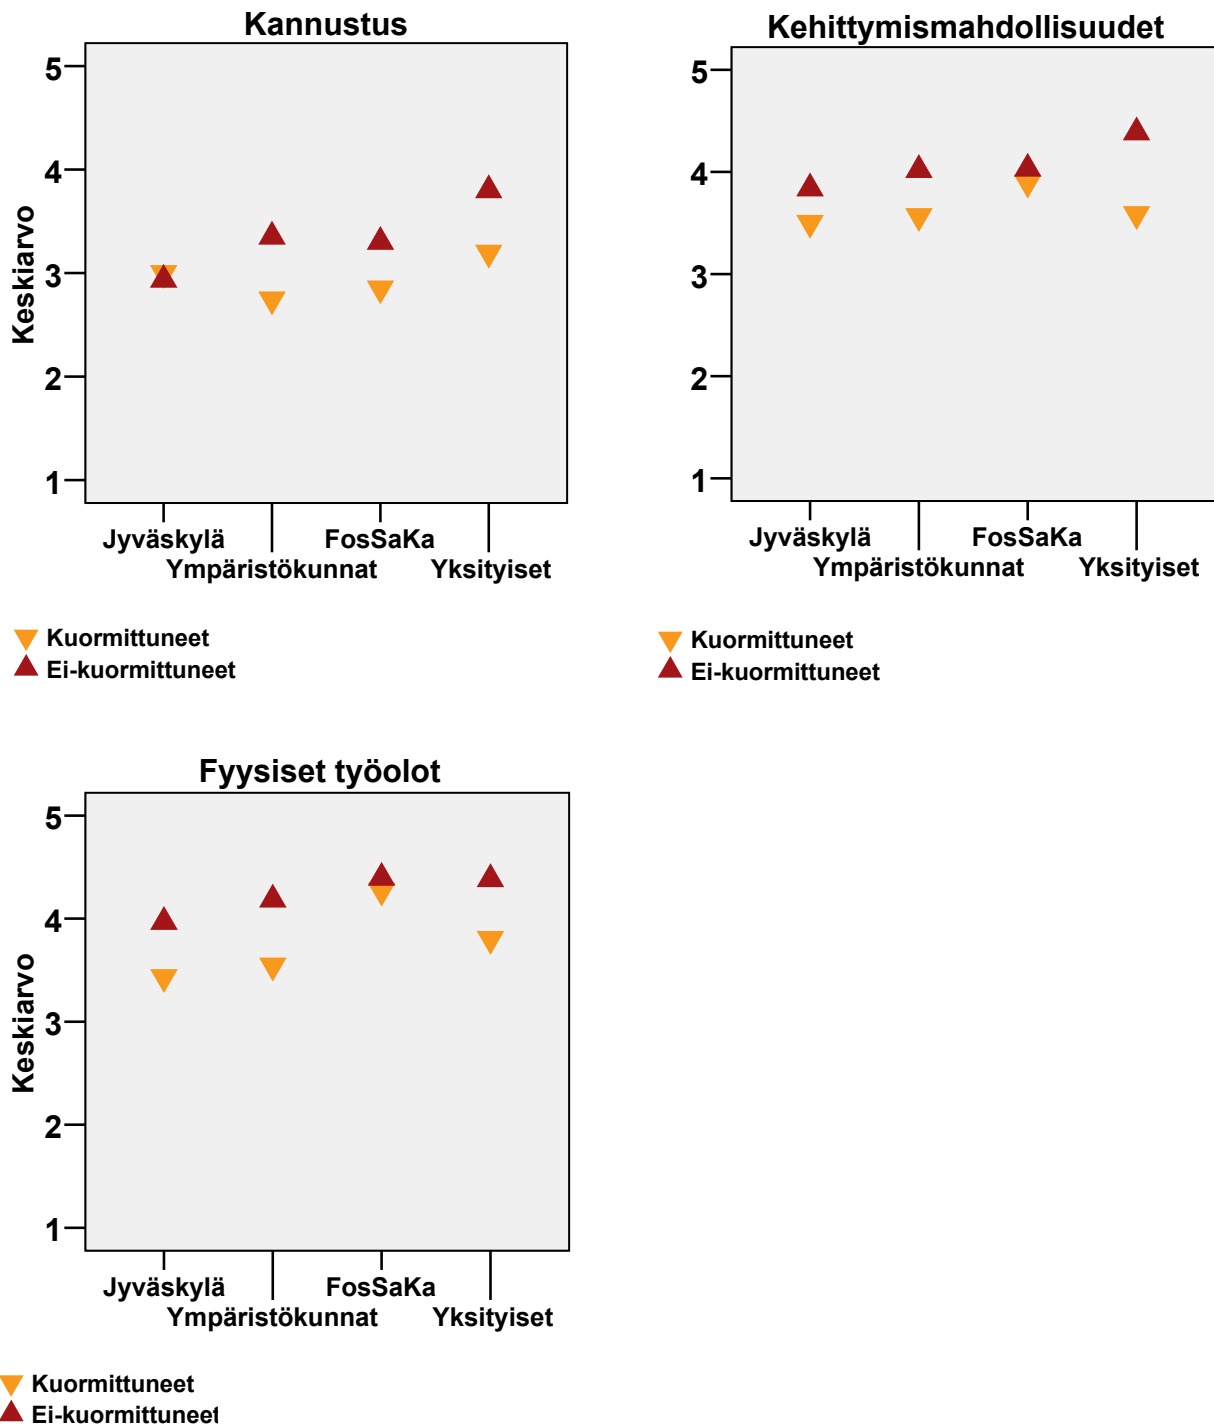 Kannustus
5
4
3
2
1
Keskiarvo
Jyväskylä
FosSaKa
Ympäristökunnat
Yksityiset
Kuormittuneet
Ei-kuormittuneet
Kehittymismahdollisuudet
5
4
3
2
1
Jyväskylä
FosSaKa
Ympäristökunnat
Yksityiset
Kuormittuneet
Ei-kuormittuneet
Fyysiset työolot
5
4
3
2
1
Keskiarvo
Jyväskylä
FosSaKa
Ympäristökunnat
Yksityiset
Kuormittuneet
Ei-kuormittuneet